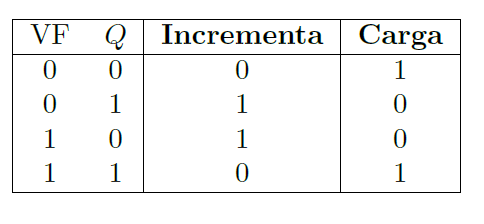 VF Q Incrementa Carga
0 0 0 1
0 1 1 0
1 0 1 0
1 1 0 1